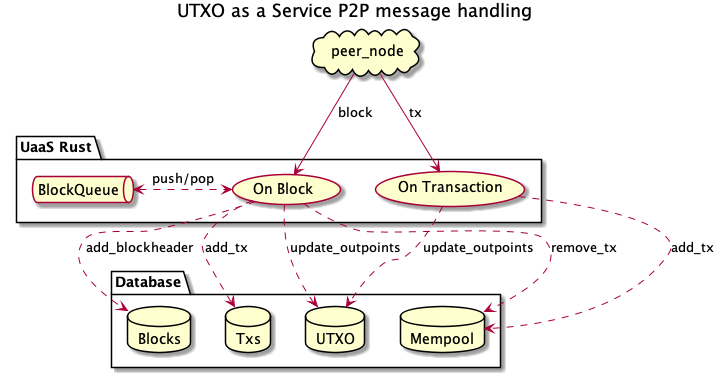 UTXO as a Service P2P message handling
peer_node
block
tx
UaaS Rust
BlockQueue
push/pop
On Block
On Transaction
add_blockheader
add_tx
update_outpoints
update_outpoints
remove_tx
add_tx
Database
Blocks
Txs
UTXO
Mempool